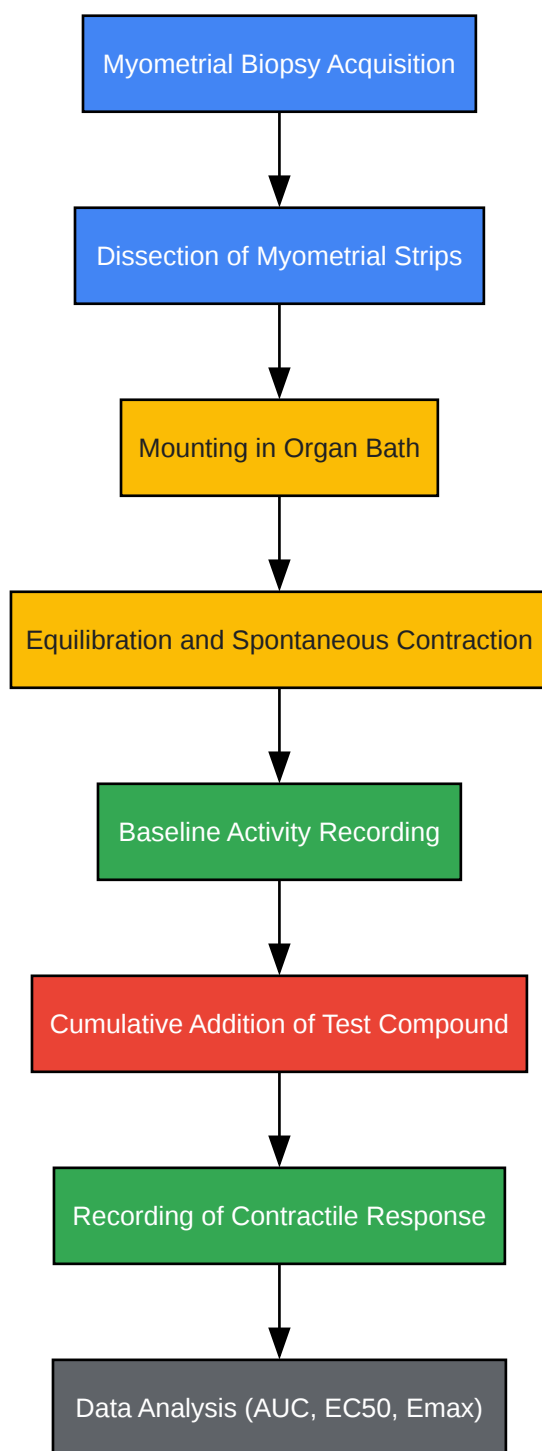 Myometrial Biopsy Acquisition
Dissection of Myometrial Strips
Mounting in Organ Bath
Equilibration and Spontaneous Contraction
Baseline Activity Recording
Cumulative Addition of Test Compound
Recording of Contractile Response
Data Analysis (AUC, EC50, Emax)